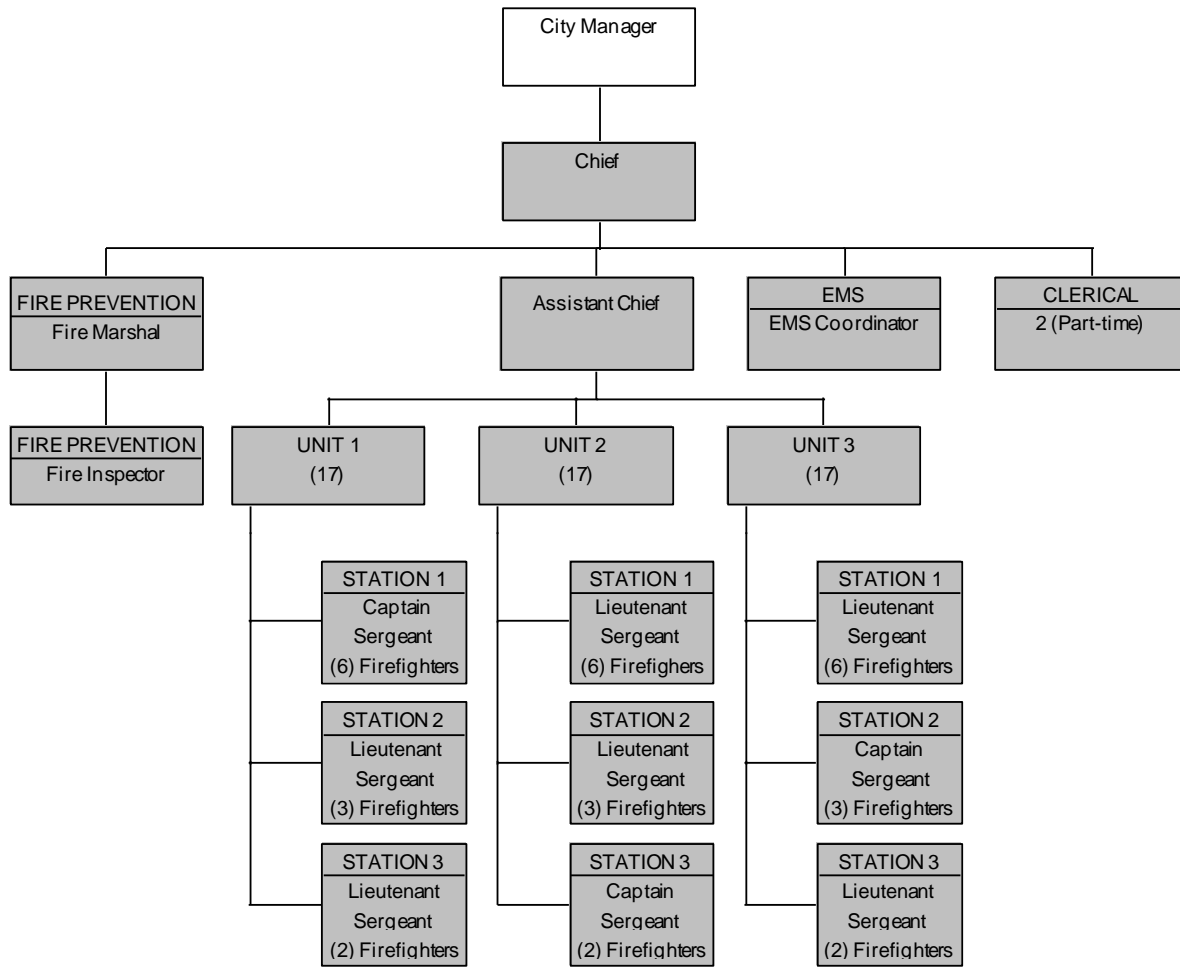 City Manager
Chief
FIRE PREVENTION
Fire Marshal
Assistant Chief
EMS
EMS Coordinator
CLERICAL
2 (Part-time)
FIRE PREVENTION
Fire Inspector
UNIT 1
(17)
UNIT 2
(17)
UNIT 3
(17)
STATION 1
Captain
Sergeant
(6) Firefighters
STATION 1
Lieutenant
Sergeant
(6) Firefighers
STATION 1
Lieutenant
Sergeant
(6) Firefighters
STATION 2
Lieutenant
Sergeant
(3) Firefighters
STATION 2
Lieutenant
Sergeant
(3) Firefighters
STATION 2
Captain
Sergeant
(3) Firefighters
STATION 3
Lieutenant
Sergeant
(2) Firefighters
STATION 3
Captain
Sergeant
(2) Firefighters
STATION 3
Lieutenant
Sergeant
(2) Firefighters